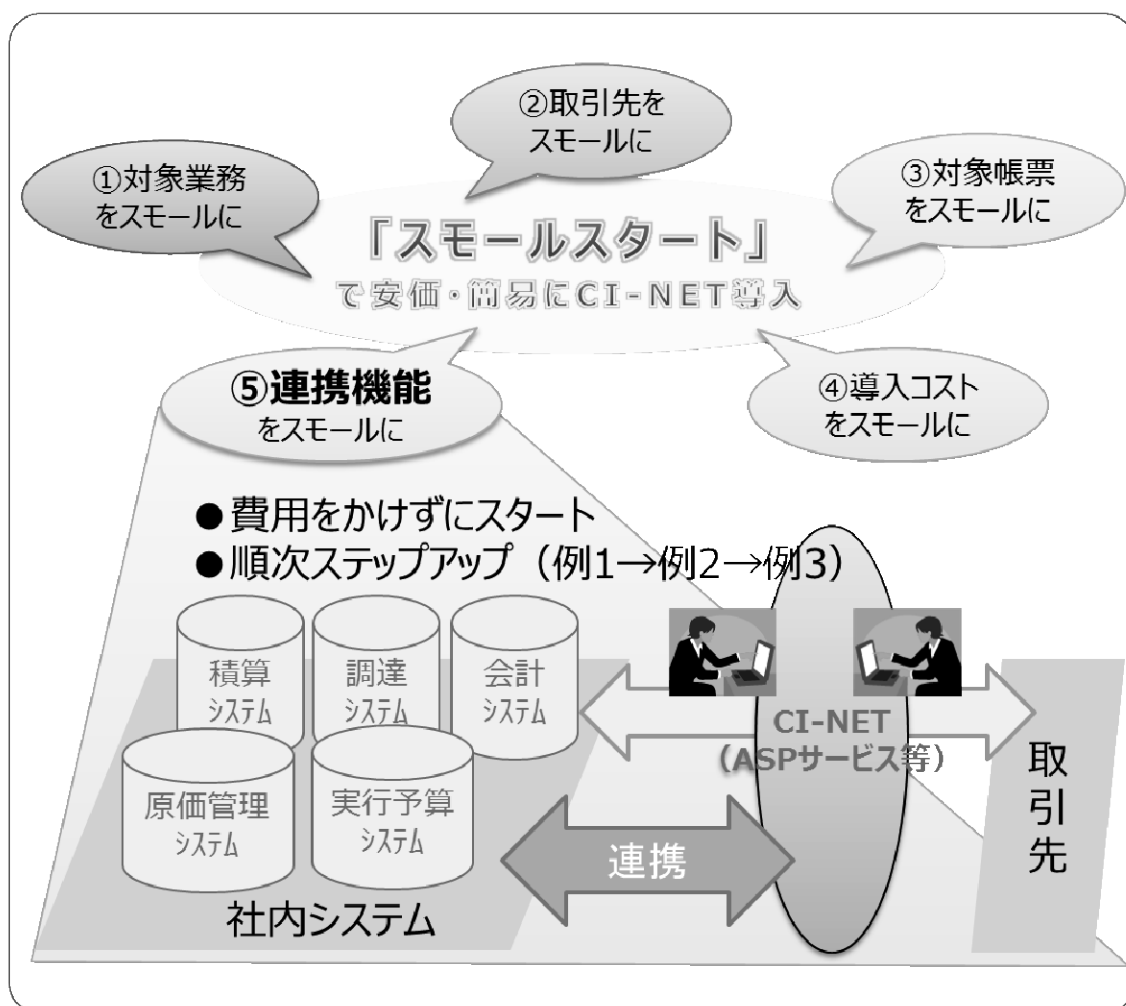 ②取引先を
スモールに
①対象業務
をスモールに
③対象帳票
をスモールに
『スモールスタート』
で安価・簡易にCI-NET導入
⑤連携機能
をスモールに
④導入コスト
をスモールに
●費用をかけずにスタート
●順次ステップアップ（例1→例2→例3）
積算
システム
調達
システム
会計
システム
原価管理
システム
実行予算
システム
社内システム
連携
CI-NET
（ASPサービス等）
取引先